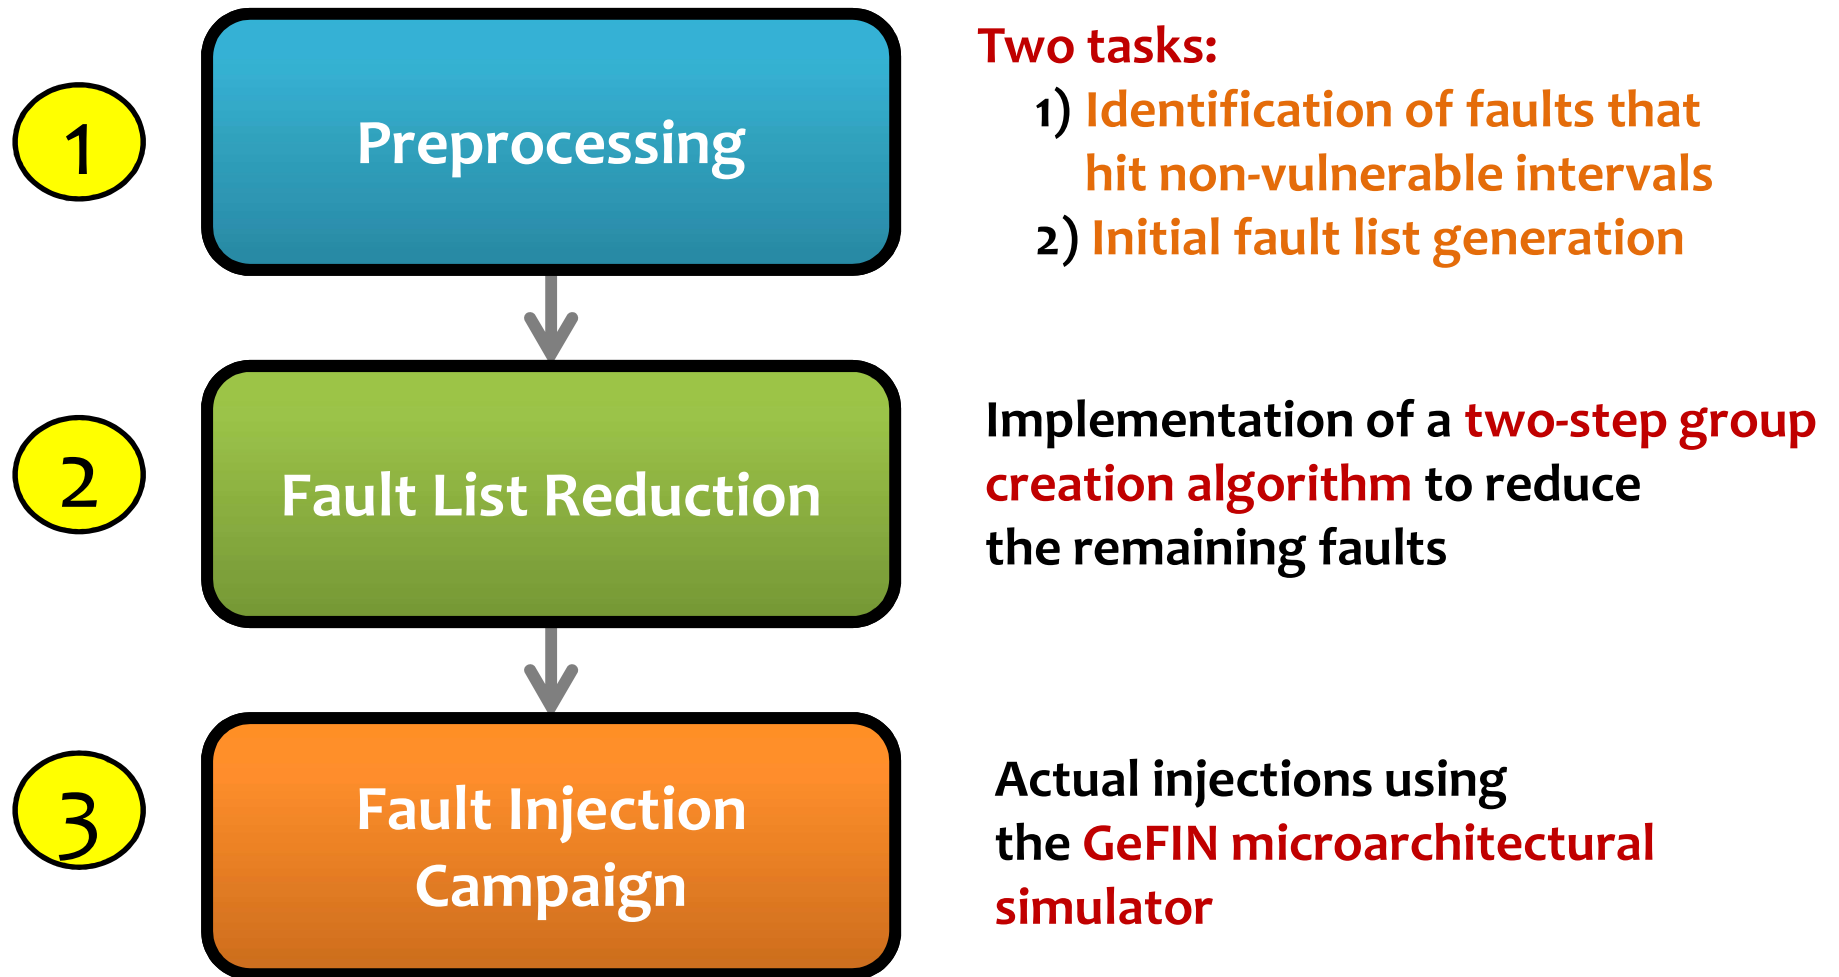 1
Preprocessing
Two tasks:
1) Identification of faults that
hit non-vulnerable intervals
2) Initial fault list generation
2
Fault List Reduction
Implementation of a two-step group
creation algorithm to reduce
the remaining faults
3
Fault Injection
Campaign
Actual injections using
the GeFIN microarchitectural
simulator